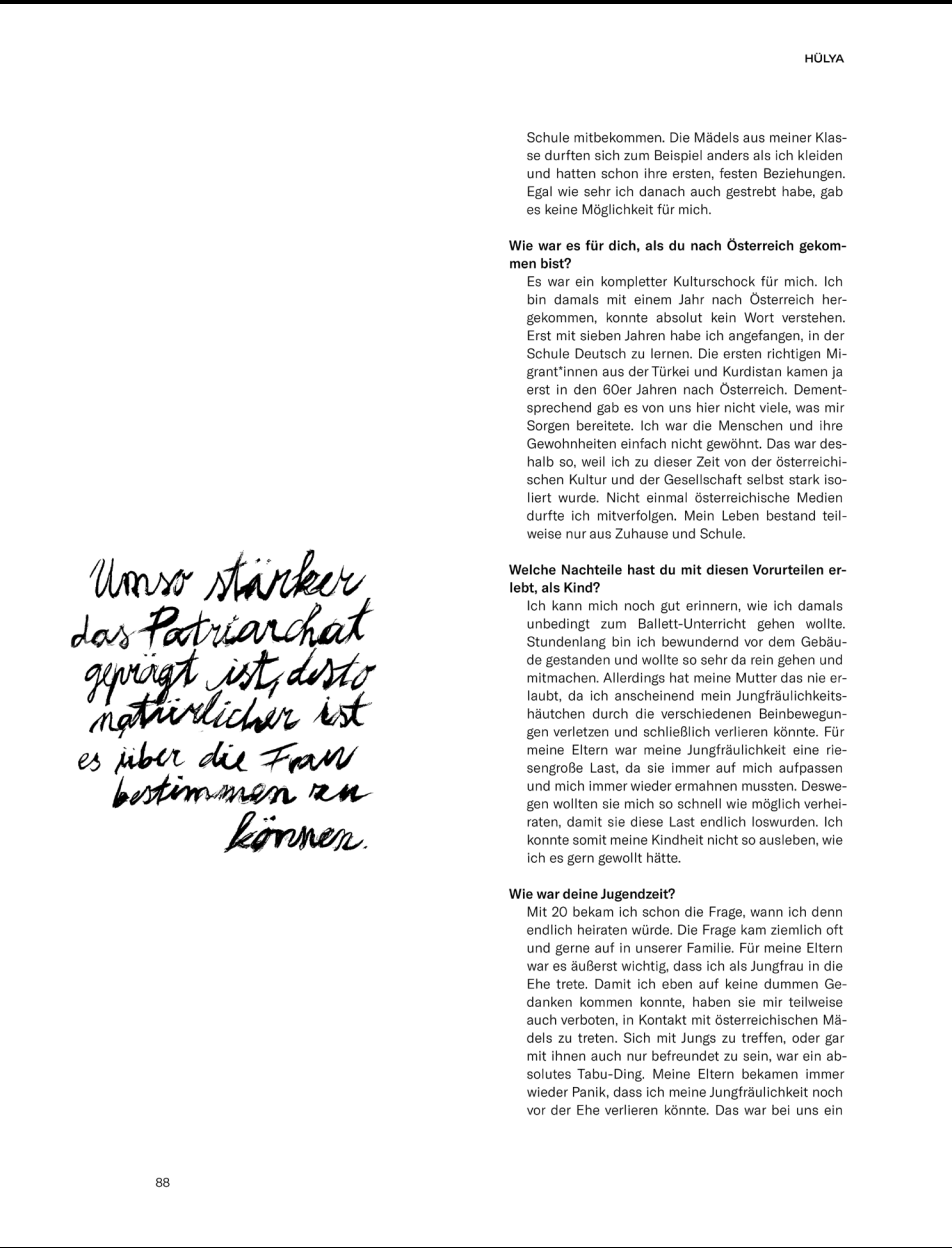 HÜLYA
Schule mitbekommen. Die Mädels aus meiner Klas-
se durften sich zum Beispiel anders als ich kleiden
und hatten schon ihre ersten, festen Beziehungen.
Egal wie sehr ich danach auch gestrebt habe, gab
es keine Möglichkeit für mich.
Wie war es für dich, als du nach Österreich gekom-
men bist?
Es war ein kompletter Kulturschock für mich. Ich
bin damals mit einem Jahr nach Österreich her-
gekommen, konnte absolut kein Wort verstehen.
Erst mit sieben Jahren habe ich angefangen, in der
Schule Deutsch zu lernen. Die ersten richtigen Mi-
grant*innen aus der Türkei und Kurdistan kamen ja
erst in den 60er Jahren nach Österreich. Dement-
sprechend gab es von uns hier nicht viele, was mir
Sorgen bereitete. Ich war die Menschen und ihre
Gewohnheiten einfach nicht gewöhnt. Das war des-
halb so, weil ich zu dieser Zeit von der österreichi-
schen Kultur und der Gesellschaft selbst stark iso-
liert wurde. Nicht einmal österreichische Medien
durfte ich mitverfolgen. Mein Leben bestand teil-
weise nur aus Zuhause und Schule.
Welche Nachteile hast du mit diesen Vorurteilen er-
lebt, als Kind?
Ich kann mich noch gut erinnern, wie ich damals
unbedingt zum Ballett-Unterricht gehen wollte.
Stundenlang bin ich bewundernd vor dem Gebäu-
de gestanden und wollte so sehr da rein gehen und
mitmachen. Allerdings hat meine Mutter das nie er-
laubt, da ich anscheinend mein Jungfräulichkeits-
häutchen durch die verschiedenen Beinbewegun-
gen verletzen und schließlich verlieren könnte. Für
meine Eltern war meine Jungfräulichkeit eine rie-
sengroße Last, da sie immer auf mich aufpassen
und mich immer wieder ermahnen mussten. Deswe-
gen wollten sie mich so schnell wie möglich verhei-
raten, damit sie diese Last endlich loswurden. Ich
konnte somit meine Kindheit nicht so ausleben, wie
ich es gern gewollt hätte.
Wie war deine Jugendzeit?
Mit 20 bekam ich schon die Frage, wann ich denn
endlich heiraten würde. Die Frage kam ziemlich oft
und gerne auf in unserer Familie. Für meine Eltern
war es äußerst wichtig, dass ich als Jungfrau in die
Ehe trete. Damit ich eben auf keine dummen Ge-
danken kommen konnte, haben sie mir teilweise
auch verboten, in Kontakt mit österreichischen Mä-
dels zu treten. Sich mit Jungs zu treffen, oder gar
mit ihnen auch nur befreundet zu sein, war ein ab-
solutes Tabu-Ding. Meine Eltern bekamen immer
wieder Panik, dass ich meine Jungfräulichkeit noch
vor der Ehe verlieren könnte. Das war bei uns ein
Umso stärker
das Patriarchat
geprägt ist, desto
natürlicher ist
es über die Frau
bestimmen zu
können.
88